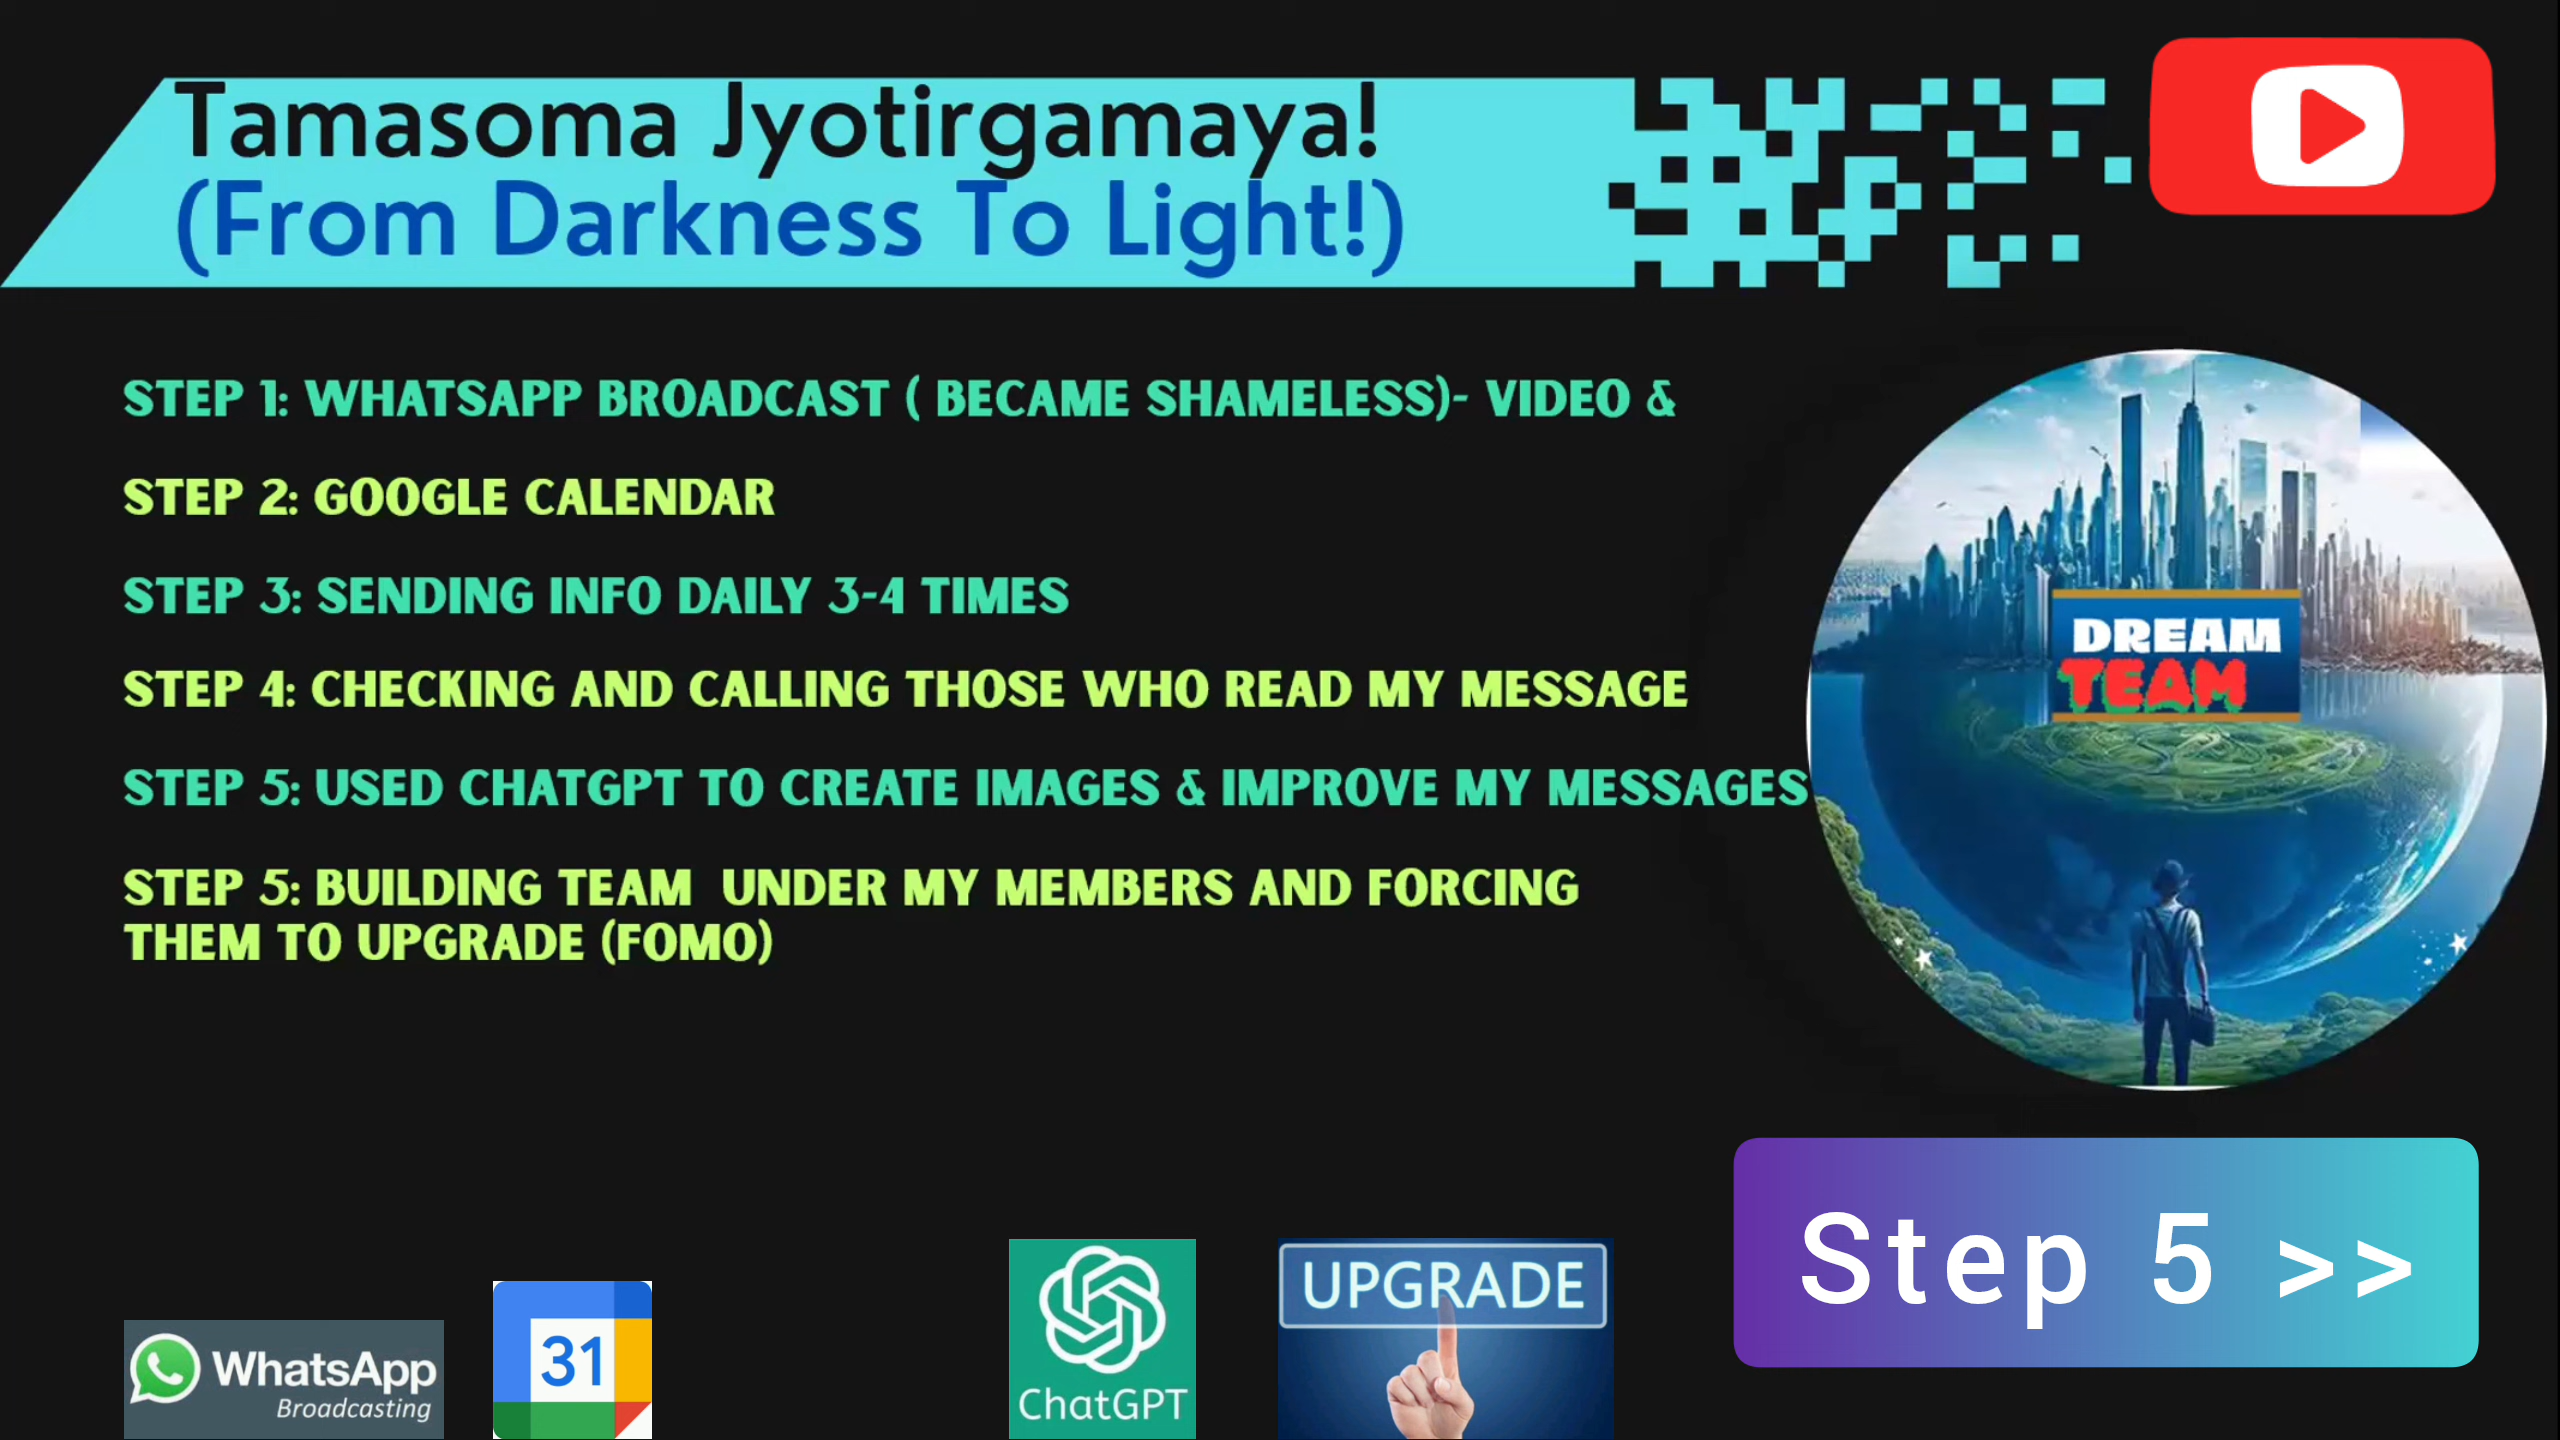 Tamasoma Jyotirgamaya!
(From Darkness To Light!)
STEP 1: WHATSAPP BROADCAST ( BECAME SHAMELESS)- VIDEO &
STEP 2: GOOGLE CALENDAR
STEP 3: SENDING INFO DAILY 3-4 TIMES
STEP 4: CHECKING AND CALLING THOSE WHO READ MY MESSAGE
STEP 5: USED CHATGPT TO CREATE IMAGES & IMPROVE MY MESSAGES
STEP 5: BUILDING TEAM  UNDER MY MEMBERS AND FORCING
THEM TO UPGRADE (FOMO)
DREAM
TEAM
WhatsApp
Broadcasting
31
ChatGPT
UPGRADE
Step 5 >>